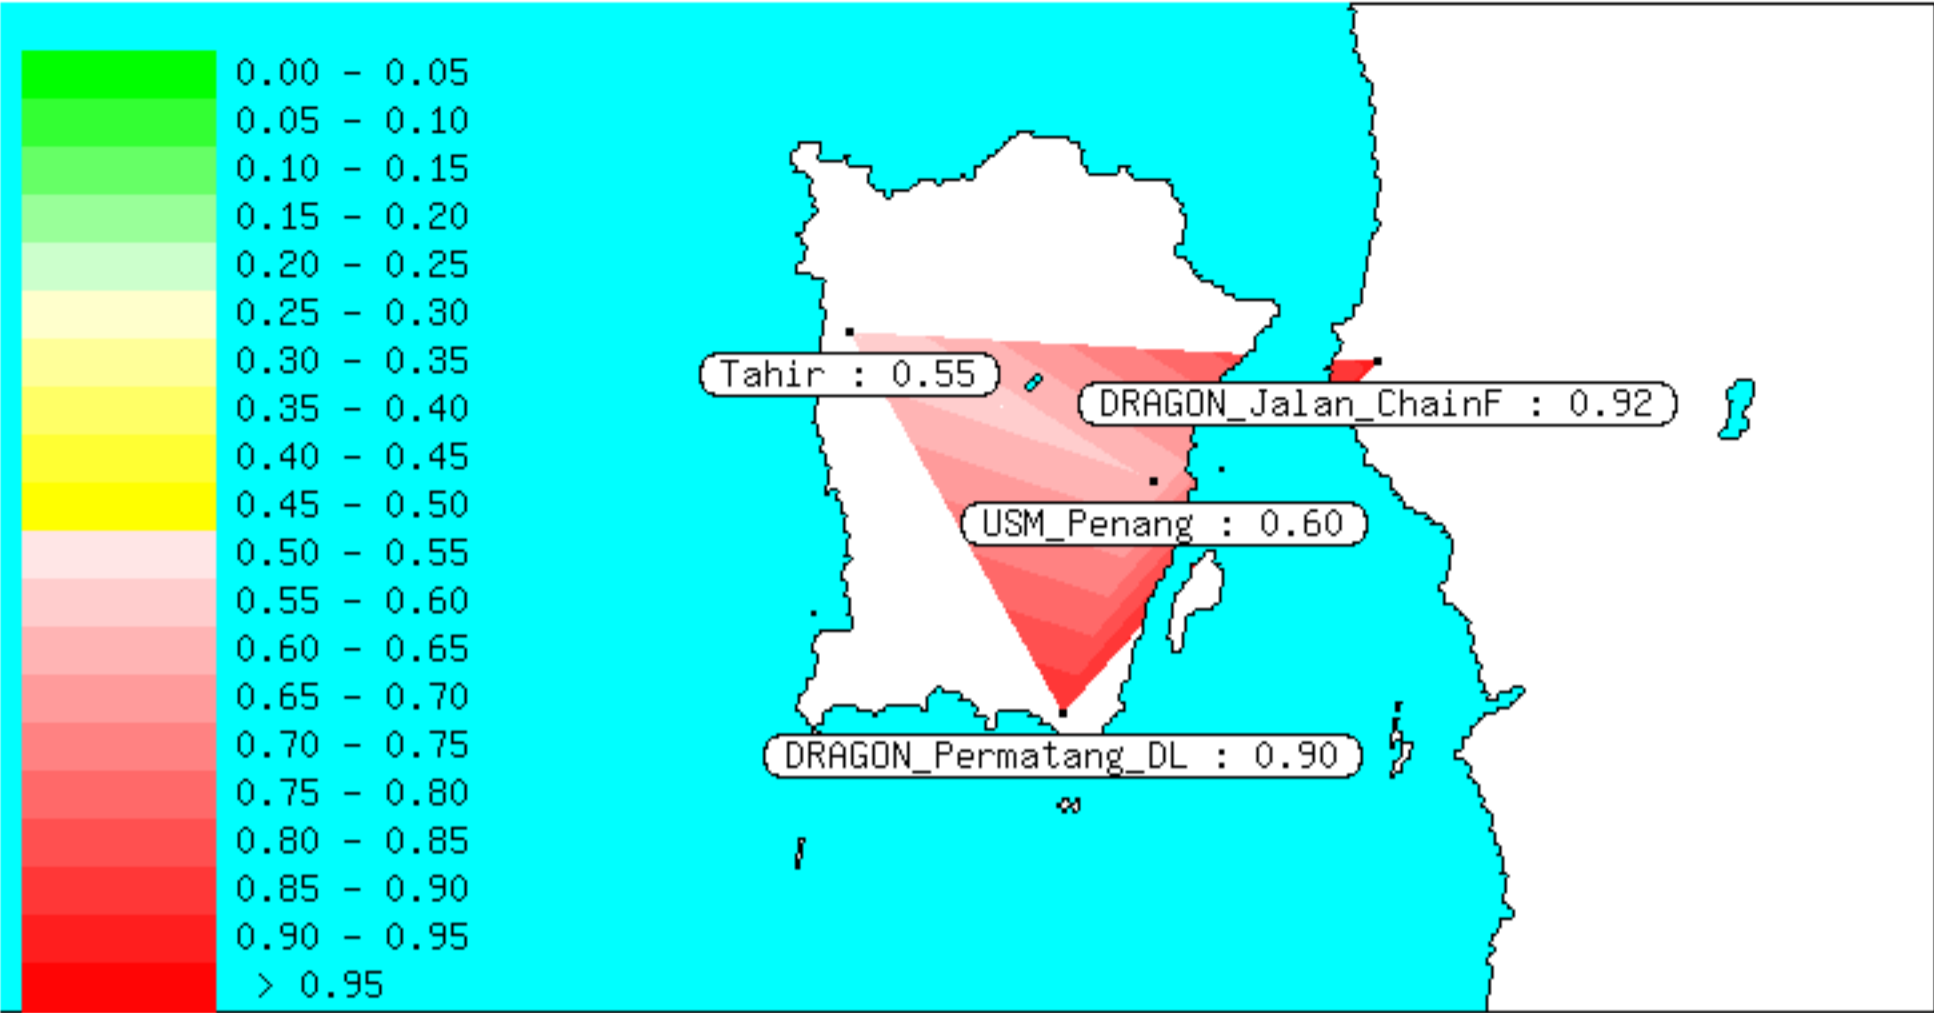 0.00 - 0.05
0.05 - 0.10
0.10 - 0.15
0.15 - 0.20
0.20 - 0.25
0.25 - 0.30
0.30 - 0.35
0.35 - 0.40
0.40 - 0.45
0.45 - 0.50
0.50 - 0.55
0.55 - 0.60
0.60 - 0.65
0.65 - 0.70
0.70 - 0.75
0.75 - 0.80
0.80 - 0.85
0.85 - 0.90
0.90 - 0.95
> 0.95
Tahir : 0.55
DRAGON_Jalan_ChainF : 0.92
USM_Penang : 0.60
DRAGON_Permatang_DL : 0.90